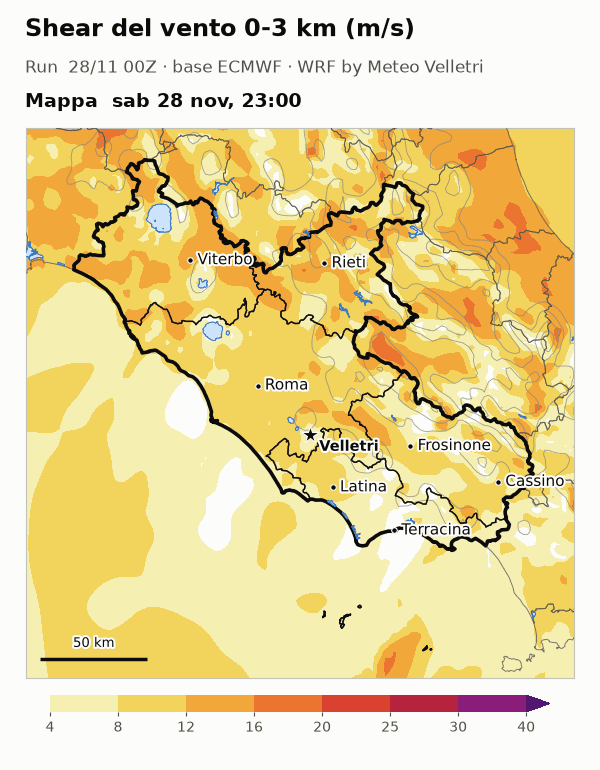 Shear del vento 0-3 km (m/s)
Run  28/11 00Z · base ECMWF · WRF by Meteo Velletri
Mappa  sab 28 nov, 23:00
Viterbo
Rieti
Roma
Velletri
Frosinone
Latina
Cassino
Terracina
50 km
4 8 12 16 20 25 30 40